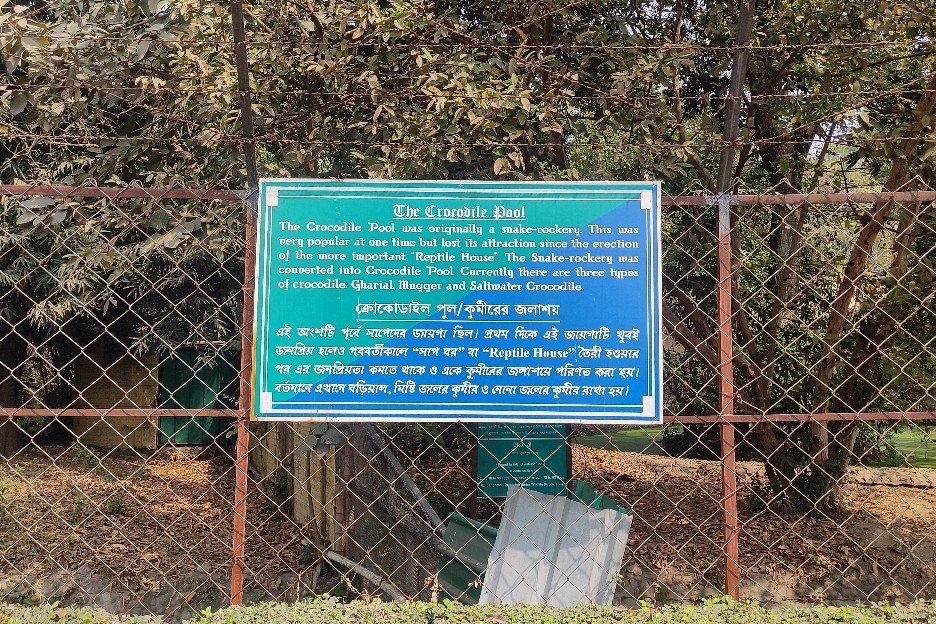 The Crocodile Pool
The Crocodile Pool was originally a snake-rockery. This was
very popular at one time but lost its attraction since the erection
of the more important "Reptile House". The Snake-rockery was
converted into Crocodile Pool. Currently there are three types
of crocodile: Gharial, Mugger and Saltwater Crocodile.
ক্রোকোডাইল পুল/কুমীরের জলাশয়
এই অংশটি পূর্বে সাপেদের জায়গা ছিল। প্রথম দিকে এই জায়গাটি খুবই
জনপ্রিয় হলেও পরবর্তীকালে "সর্প ঘর" বা "Reptile House" তৈরী হওয়ার
পর এর জনপ্রিয়তা কমতে থাকে ও একে কুমীরের জলাশয়ে পরিণত করা হয়।
বর্তমানে এখানে ঘড়িয়াল, মিষ্টি জলের কুমীর ও নোনা জলের কুমীর রাখা হয়।